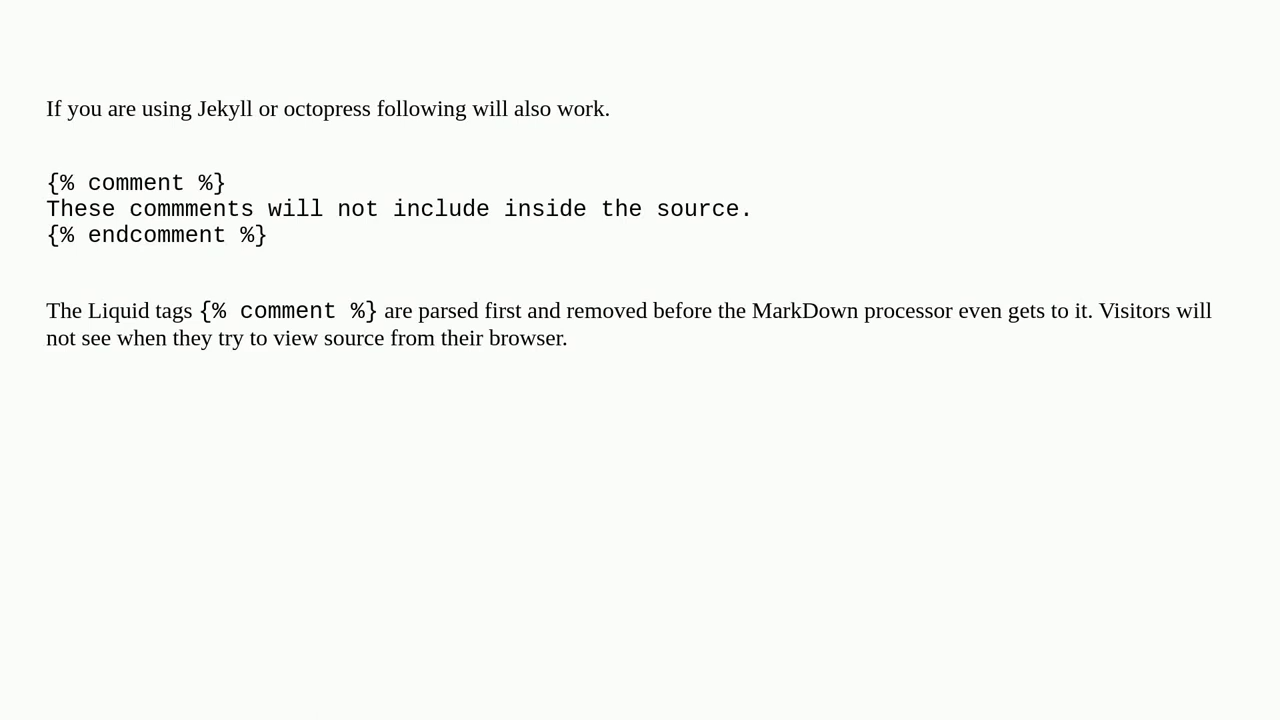 If you are using Jekyll or octopress following will also work.
{% comment %}
These commments will not include inside the source.
{% endcomment %}
The Liquid tags {% comment %} are parsed first and removed before the MarkDown processor even gets to it. Visitors will
not see when they try to view source from their browser.